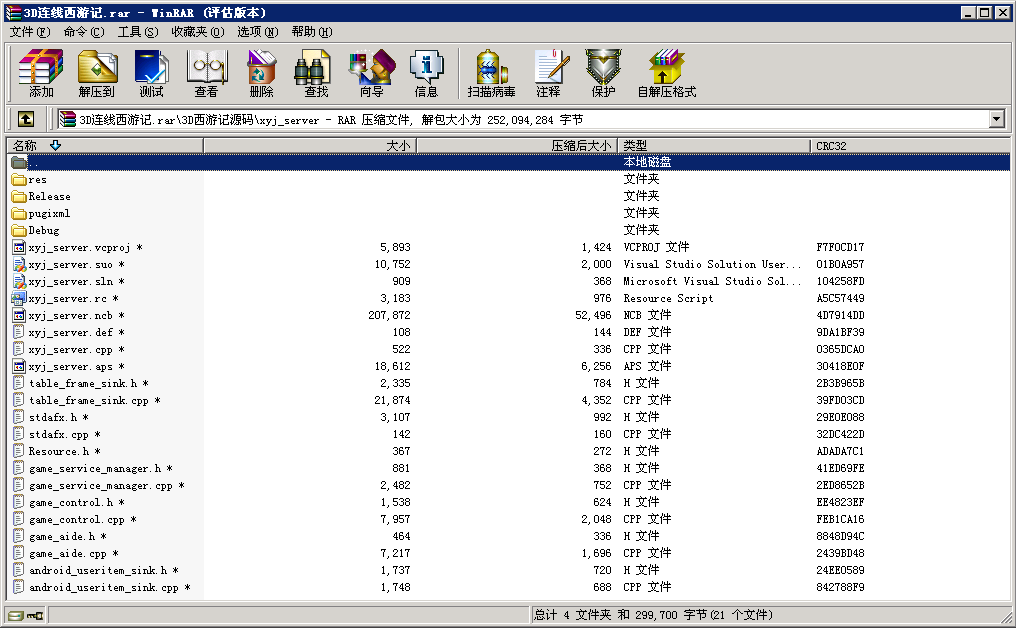 3D连线西游记.rar - WinRAR (评估版本)
文件(F) 命令(C) 工具(S) 收藏夹(O) 选项(N) 帮助(H)
添加 解压到 测试 查看 删除 查找 向导 信息 扫描病毒 注释 保护 自解压格式
3D连线西游记.rar\3D西游记源码\xyj_server - RAR 压缩文件, 解包大小为 252,094,284 字节
名称 大小 压缩后大小 类型 CRC32
.. 本地磁盘
res 文件夹
Release 文件夹
pugixml 文件夹
Debug 文件夹
xyj_server.vcproj * 5,893 1,424 VCPROJ 文件 F7F0CD17
xyj_server.suo * 10,752 2,000 Visual Studio Solution User... 01B0A957
xyj_server.sln * 909 368 Microsoft Visual Studio Sol... 104258FD
xyj_server.rc * 3,183 976 Resource Script A5C57449
xyj_server.ncb * 207,872 52,496 NCB 文件 4D7914DD
xyj_server.def * 108 144 DEF 文件 9DA1BF39
xyj_server.cpp * 522 336 CPP 文件 0365DCA0
xyj_server.aps * 18,612 6,256 APS 文件 30418E0F
table_frame_sink.h * 2,335 784 H 文件 2B3B965B
table_frame_sink.cpp * 21,874 4,352 CPP 文件 39FD03CD
stdafx.h * 3,107 992 H 文件 29E0E088
stdafx.cpp * 142 160 CPP 文件 32DC422D
Resource.h * 367 272 H 文件 ADADA7C1
game_service_manager.h * 881 368 H 文件 41ED69FE
game_service_manager.cpp * 2,482 752 CPP 文件 2ED8652B
game_control.h * 1,538 624 H 文件 EE4823EF
game_control.cpp * 7,957 2,048 CPP 文件 FEB1CA16
game_aide.h * 464 336 H 文件 8848D94C
game_aide.cpp * 7,217 1,696 CPP 文件 2439BD48
android_useritem_sink.h * 1,737 720 H 文件 24EE0589
android_useritem_sink.cpp * 1,748 688 CPP 文件 842788F9
总计 4 文件夹 和 299,700 字节(21 个文件)